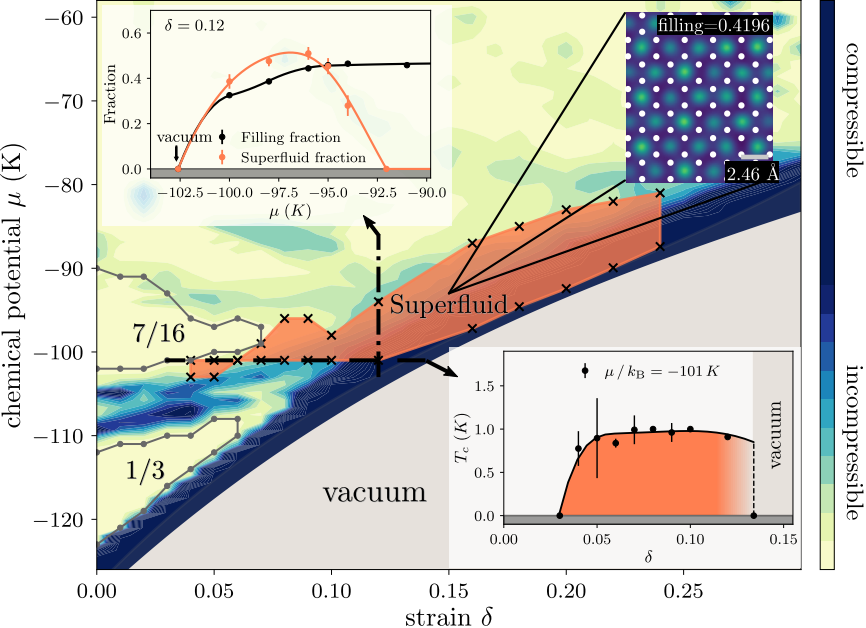 chemical potential μ (K)
−60
−70
−80
−90
−100
−110
−120
0.00
0.05
0.10
0.15
0.20
0.25
strain δ
δ = 0.12
Fraction
0.6
0.4
0.2
0.0
vacuum
Filling fraction
Superfluid fraction
−102.5
−100.0
−97.5
−95.0
−92.5
−90.0
μ (K)
filling=0.4196
2.46 Å
Superfluid
7/16
1/3
vacuum
μ / k_B = −101 K
T_c (K)
1.5
1.0
0.5
0.0
0.00
0.05
0.10
0.15
δ
vacuum
compressible
incompressible